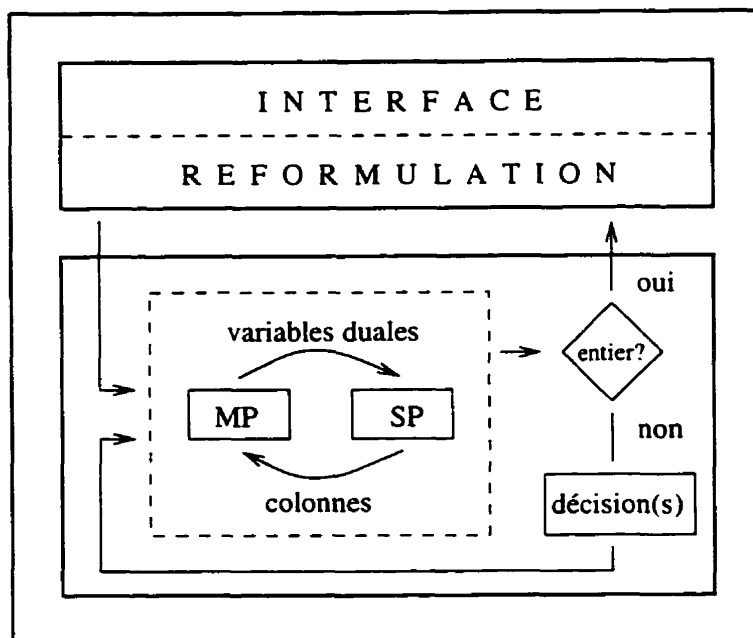 INTERFACE
REFORMULATION
oui
variables duales
entier?
MP
SP
non
colonnes
décision(s)